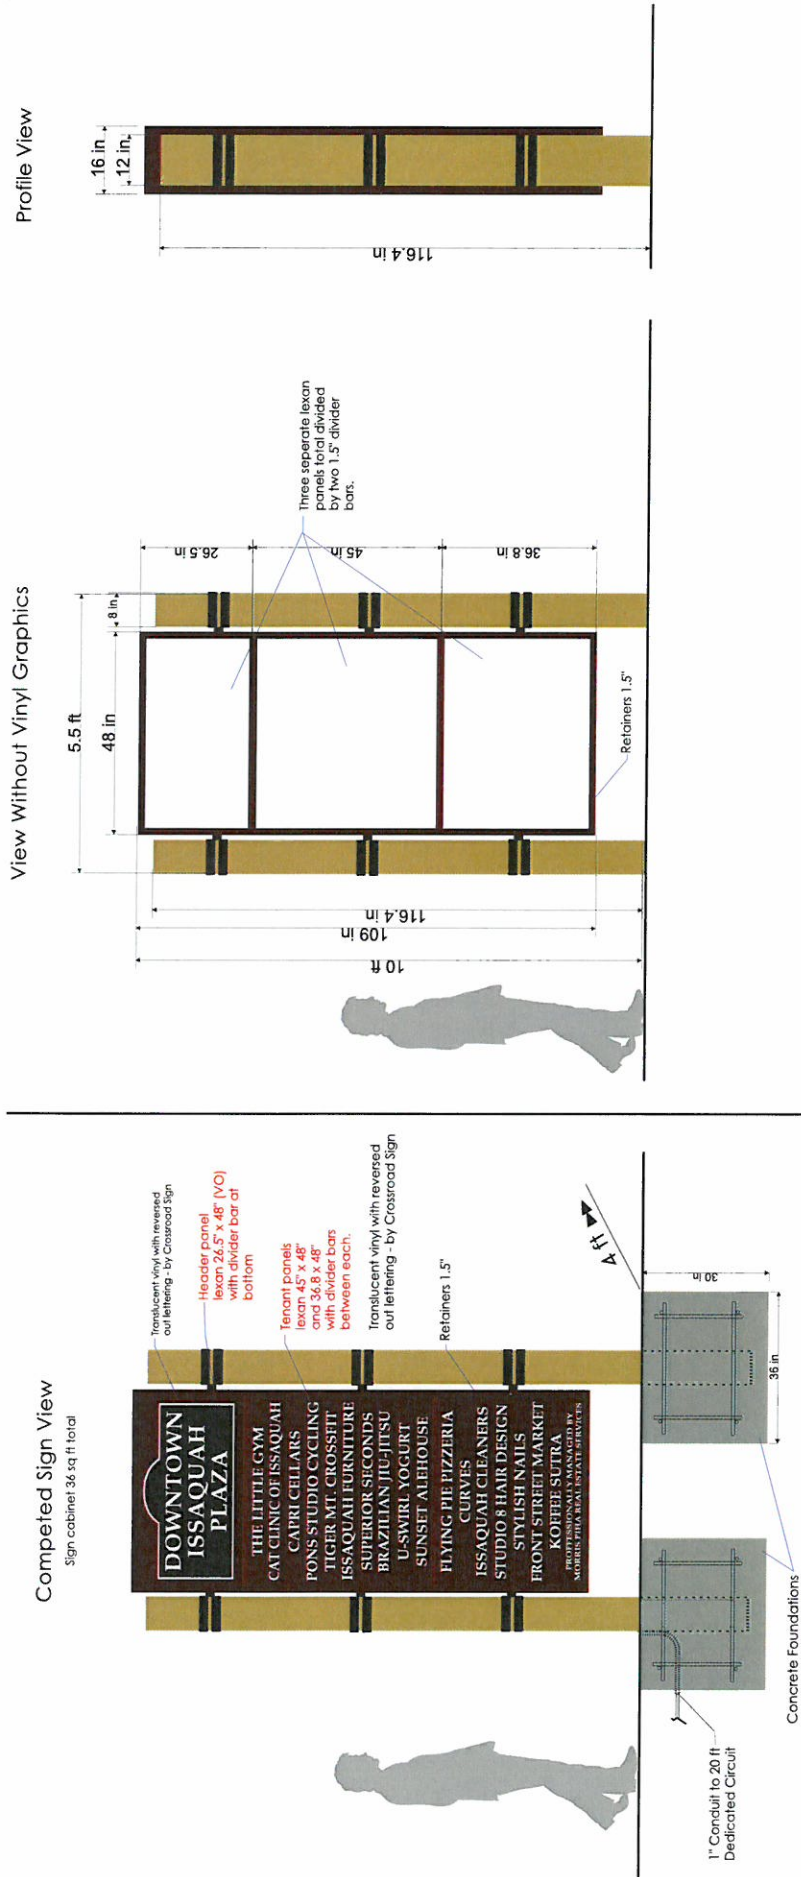 Competed Sign View
Sign cabinet 36 sq ft total
DOWNTOWN
ISSAQUAH
PLAZA
THE LITTLE GYM
CAT CLINIC OF ISSAQUAH
CAPRI CELLARS
PONS STUDIO CYCLING
TIGER MT. CROSSFIT
ISSAQUAH FURNITURE
SUPERIOR SECONDS
BRAZILIAN JIU-JITSU
U-SWIRL YOGURT
SUNSET ALEHOUSE
FLYING PIE PIZZERIA
CURVES
ISSAQUAH CLEANERS
STUDIO 8 HAIR DESIGN
STYLISH NAILS
FRONT STREET MARKET
KOFFEE SUTRA
PROFESSIONALLY MANAGED BY
MORRIS PIHA REAL ESTATE SERVICES
Translucent vinyl with reversed
out lettering - by Crossroad Sign
Header panel
lexan 26.5" x 48" (VO)
with divider bar at
bottom
Tenant panels
lexan 45" x 48"
and 36.8 x 48"
with divider bars
between each.
Translucent vinyl with reversed
out lettering - by Crossroad Sign
Retainers 1.5"
4 ft
30 in
36 in
1" Conduit to 20 ft
Dedicated Circuit
Concrete Foundations
View Without Vinyl Graphics
5.5 ft
48 in
8 in
26.5 in
45 in
36.8 in
10 ft
109 in
116.4 in
Three seperate lexan
panels total divided
by two 1.5" divider
bars.
Retainers 1.5"
Profile View
16 in
12 in
116.4 in